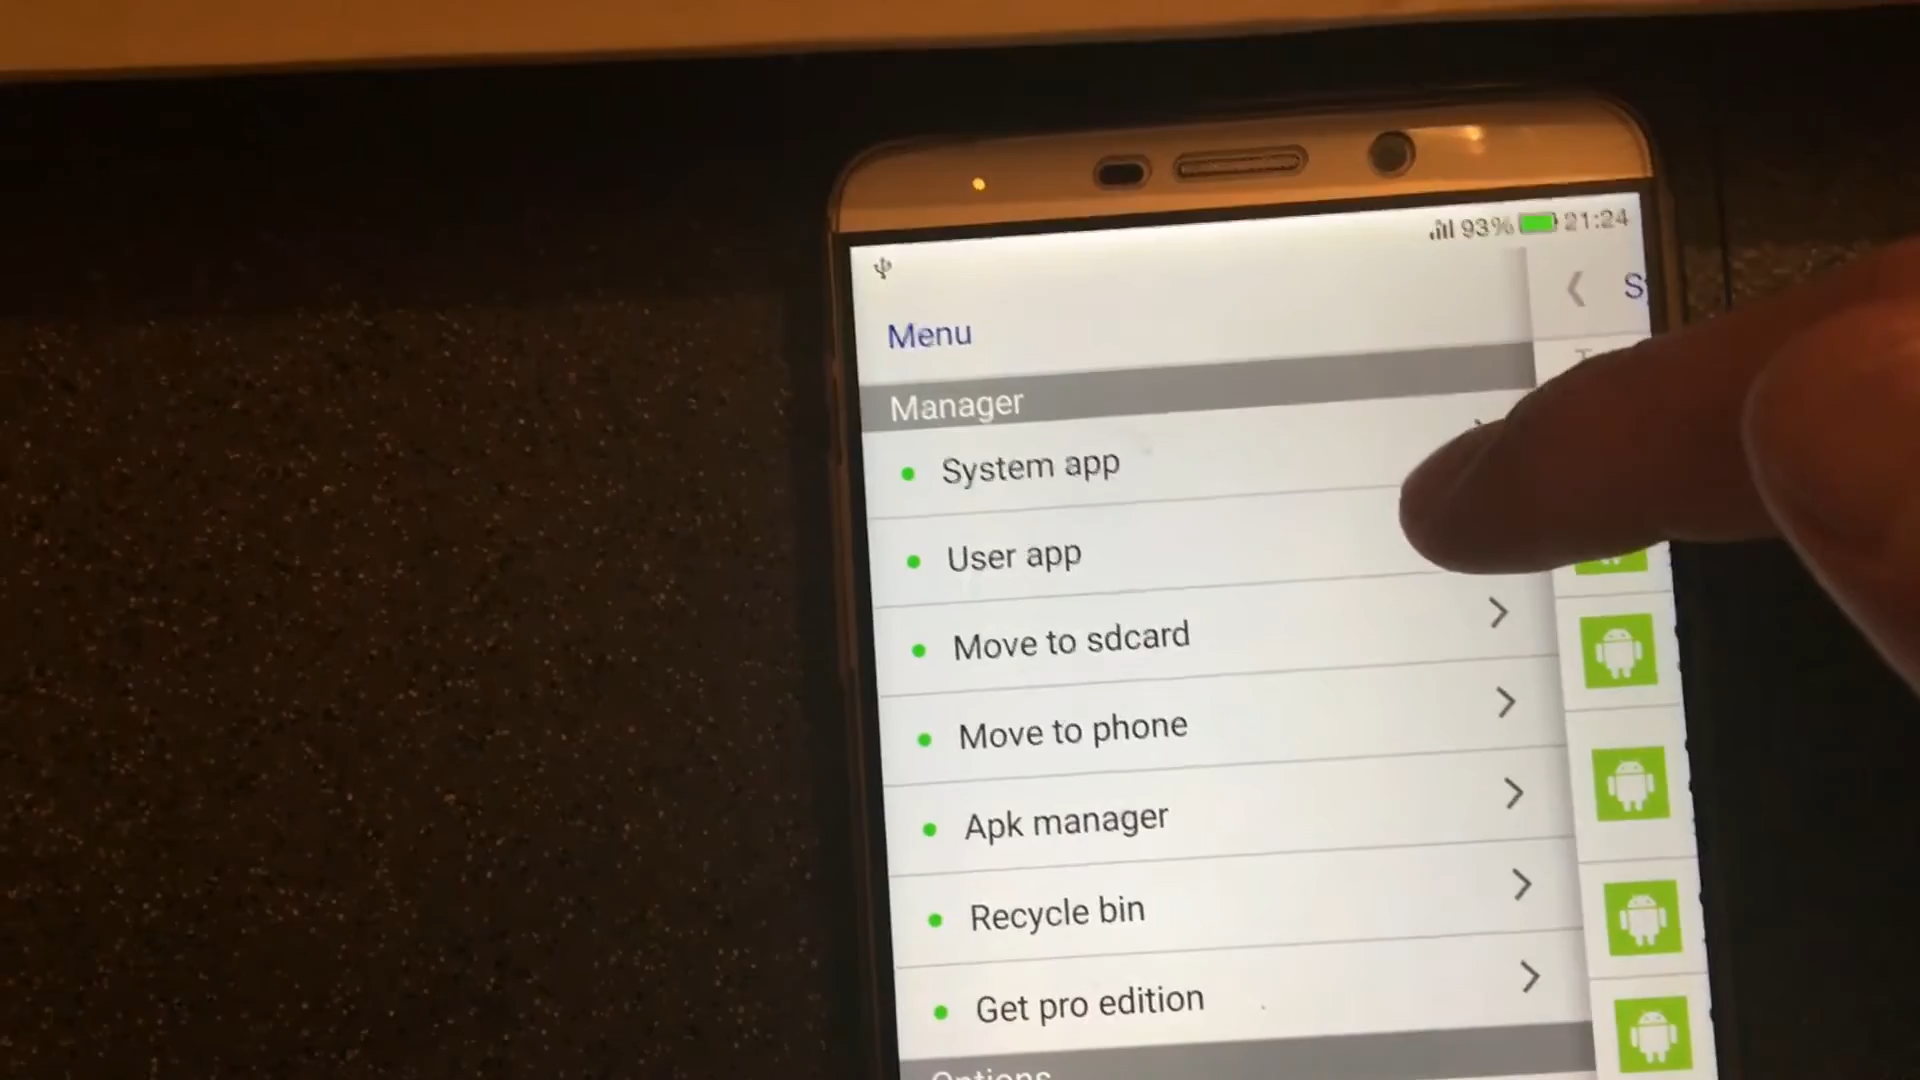 93% 21:24
Menu
Manager
System app
User app
Move to sdcard
Move to phone
Apk manager
Recycle bin
Get pro edition
Options